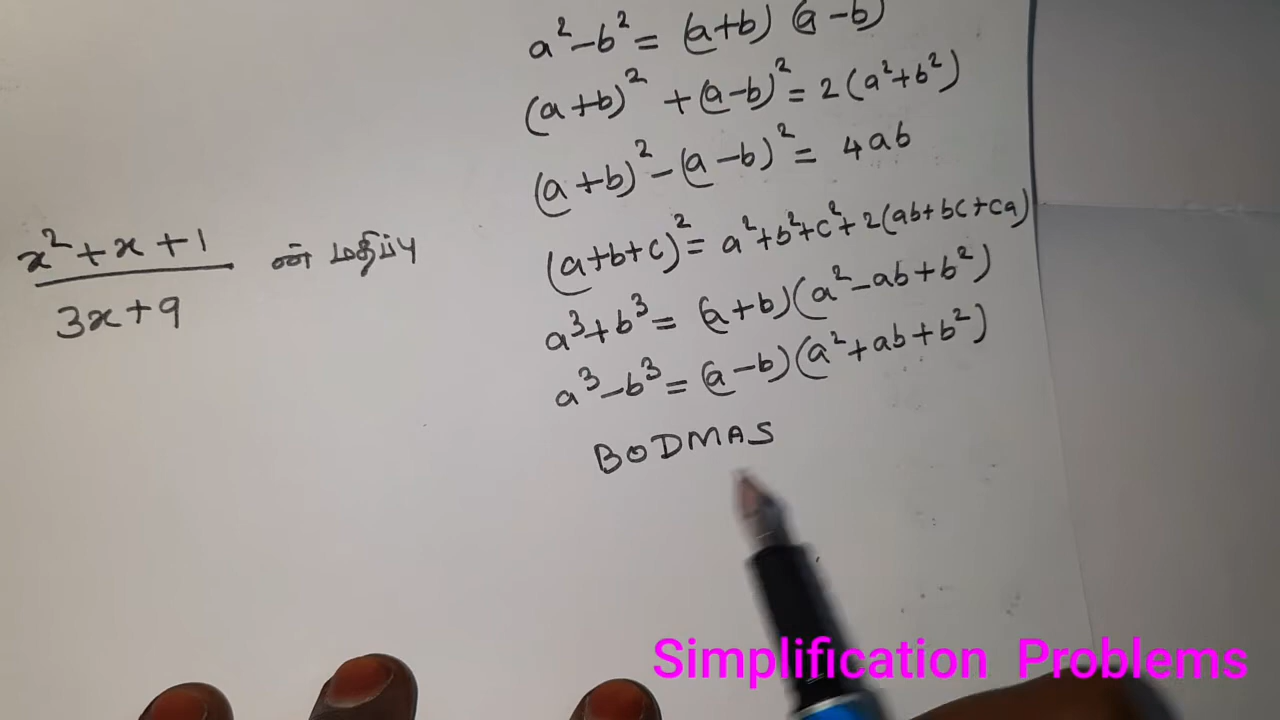 x² + x + 1
3x + 9
ன் மதிப்பு
a² - b² = (a+b) (a-b)
(a+b)² + (a-b)² = 2(a²+b²)
(a+b)² - (a-b)² = 4ab
(a+b+c)² = a²+b²+c²+2(ab+bc+ca)
a³+b³ = (a+b)(a²-ab+b²)
a³-b³ = (a-b)(a²+ab+b²)
BODMAS
Simplification Problems